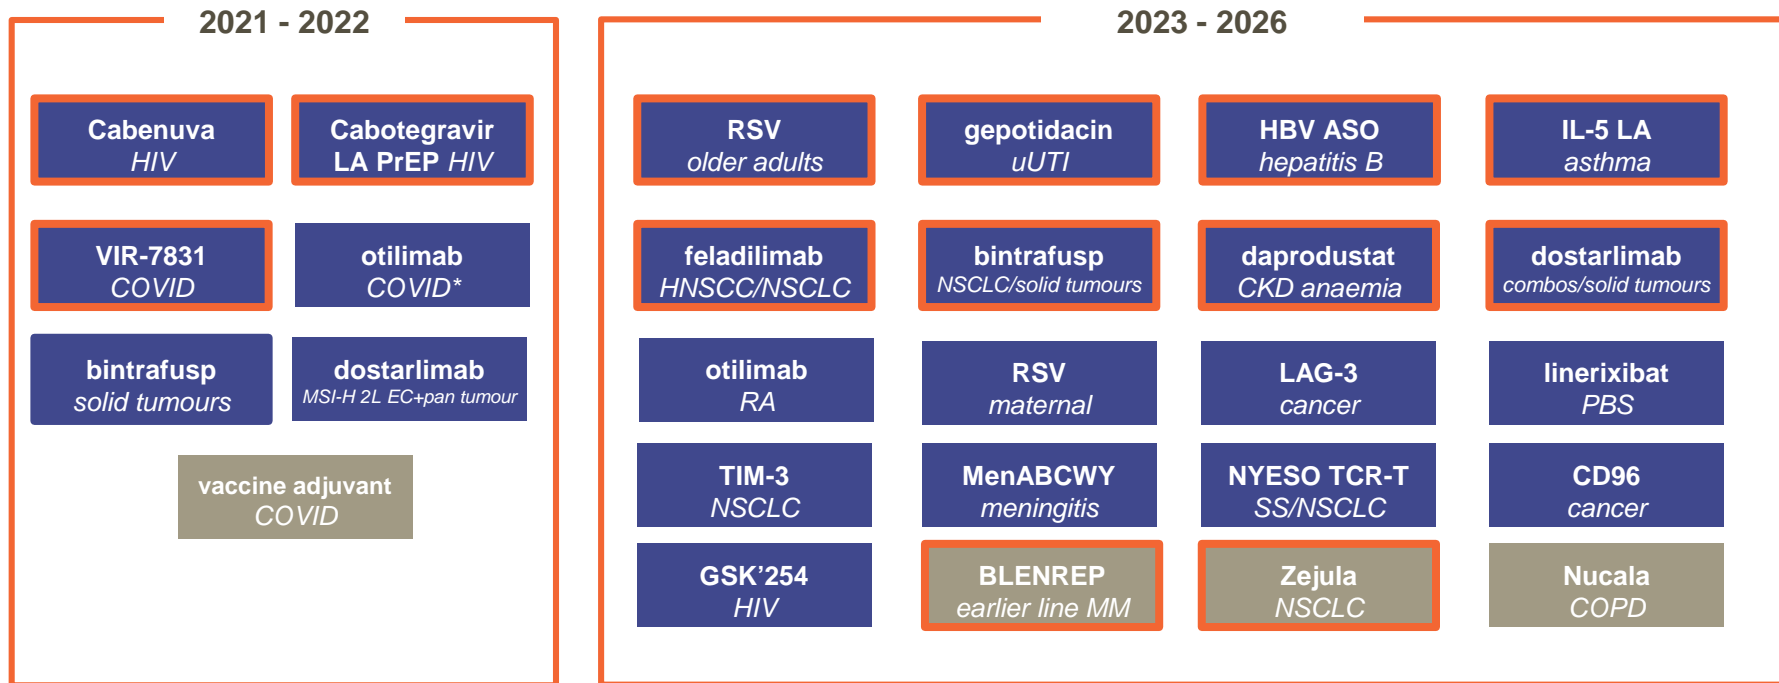 2021 - 2022
Cabenuva
HIV
Cabotegravir
LA PrEP HIV
VIR-7831
COVID
otilimab
COVID*
bintrafusp
solid tumours
dostarlimab
MSI-H 2L EC+pan tumour
vaccine adjuvant
COVID
2023 - 2026
RSV
older adults
gepotidacin
uUTI
HBV ASO
hepatitis B
IL-5 LA
asthma
feladilimab
HNSCC/NSCLC
bintrafusp
NSCLC/solid tumours
daprodustat
CKD anaemia
dostarlimab
combos/solid tumours
otilimab
RA
RSV
maternal
LAG-3
cancer
linerixibat
PBS
TIM-3
NSCLC
MenABCWY
meningitis
NYESO TCR-T
SS/NSCLC
CD96
cancer
GSK’254
HIV
BLENREP
earlier line MM
Zejula
NSCLC
Nucala
COPD